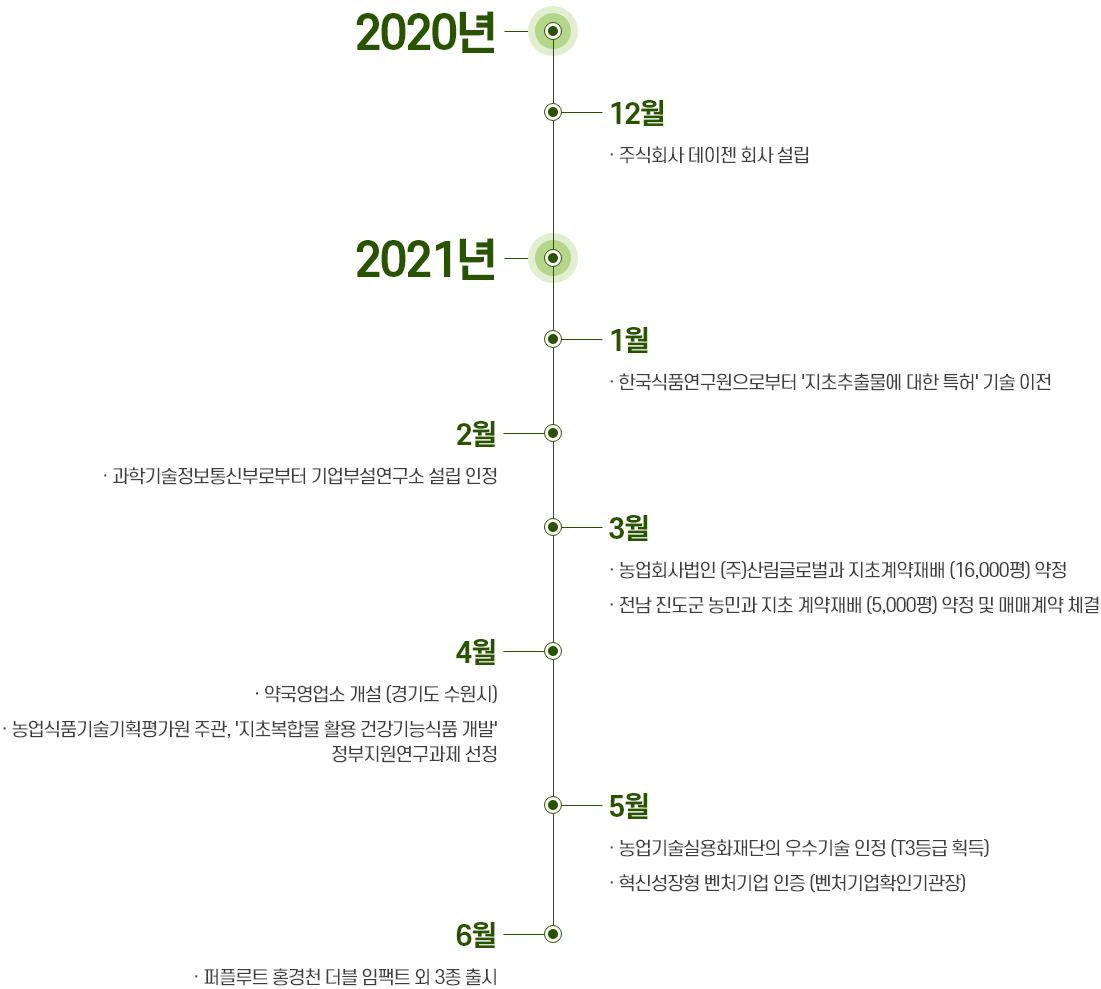 2020년
12월
· 주식회사 데이젠 회사 설립
2021년
1월
· 한국식품연구원으로부터 '지초추출물에 대한 특허' 기술 이전
2월
· 과학기술정보통신부로부터 기업부설연구소 설립 인정
3월
· 농업회사법인 (주)산림글로벌과 지초계약재배 (16,000평) 약정
· 전남 진도군 농민과 지초 계약재배 (5,000평) 약정 및 매매계약 체결
4월
· 약국영업소 개설 (경기도 수원시)
· 농업식품기술기획평가원 주관, '지초복합물 활용 건강기능식품 개발'
정부지원연구과제 선정
5월
· 농업기술실용화재단의 우수기술 인정 (T3등급 획득)
· 혁신성장형 벤처기업 인증 (벤처기업확인기관장)
6월
· 퍼플루트 홍경천 더블 임팩트 외 3종 출시